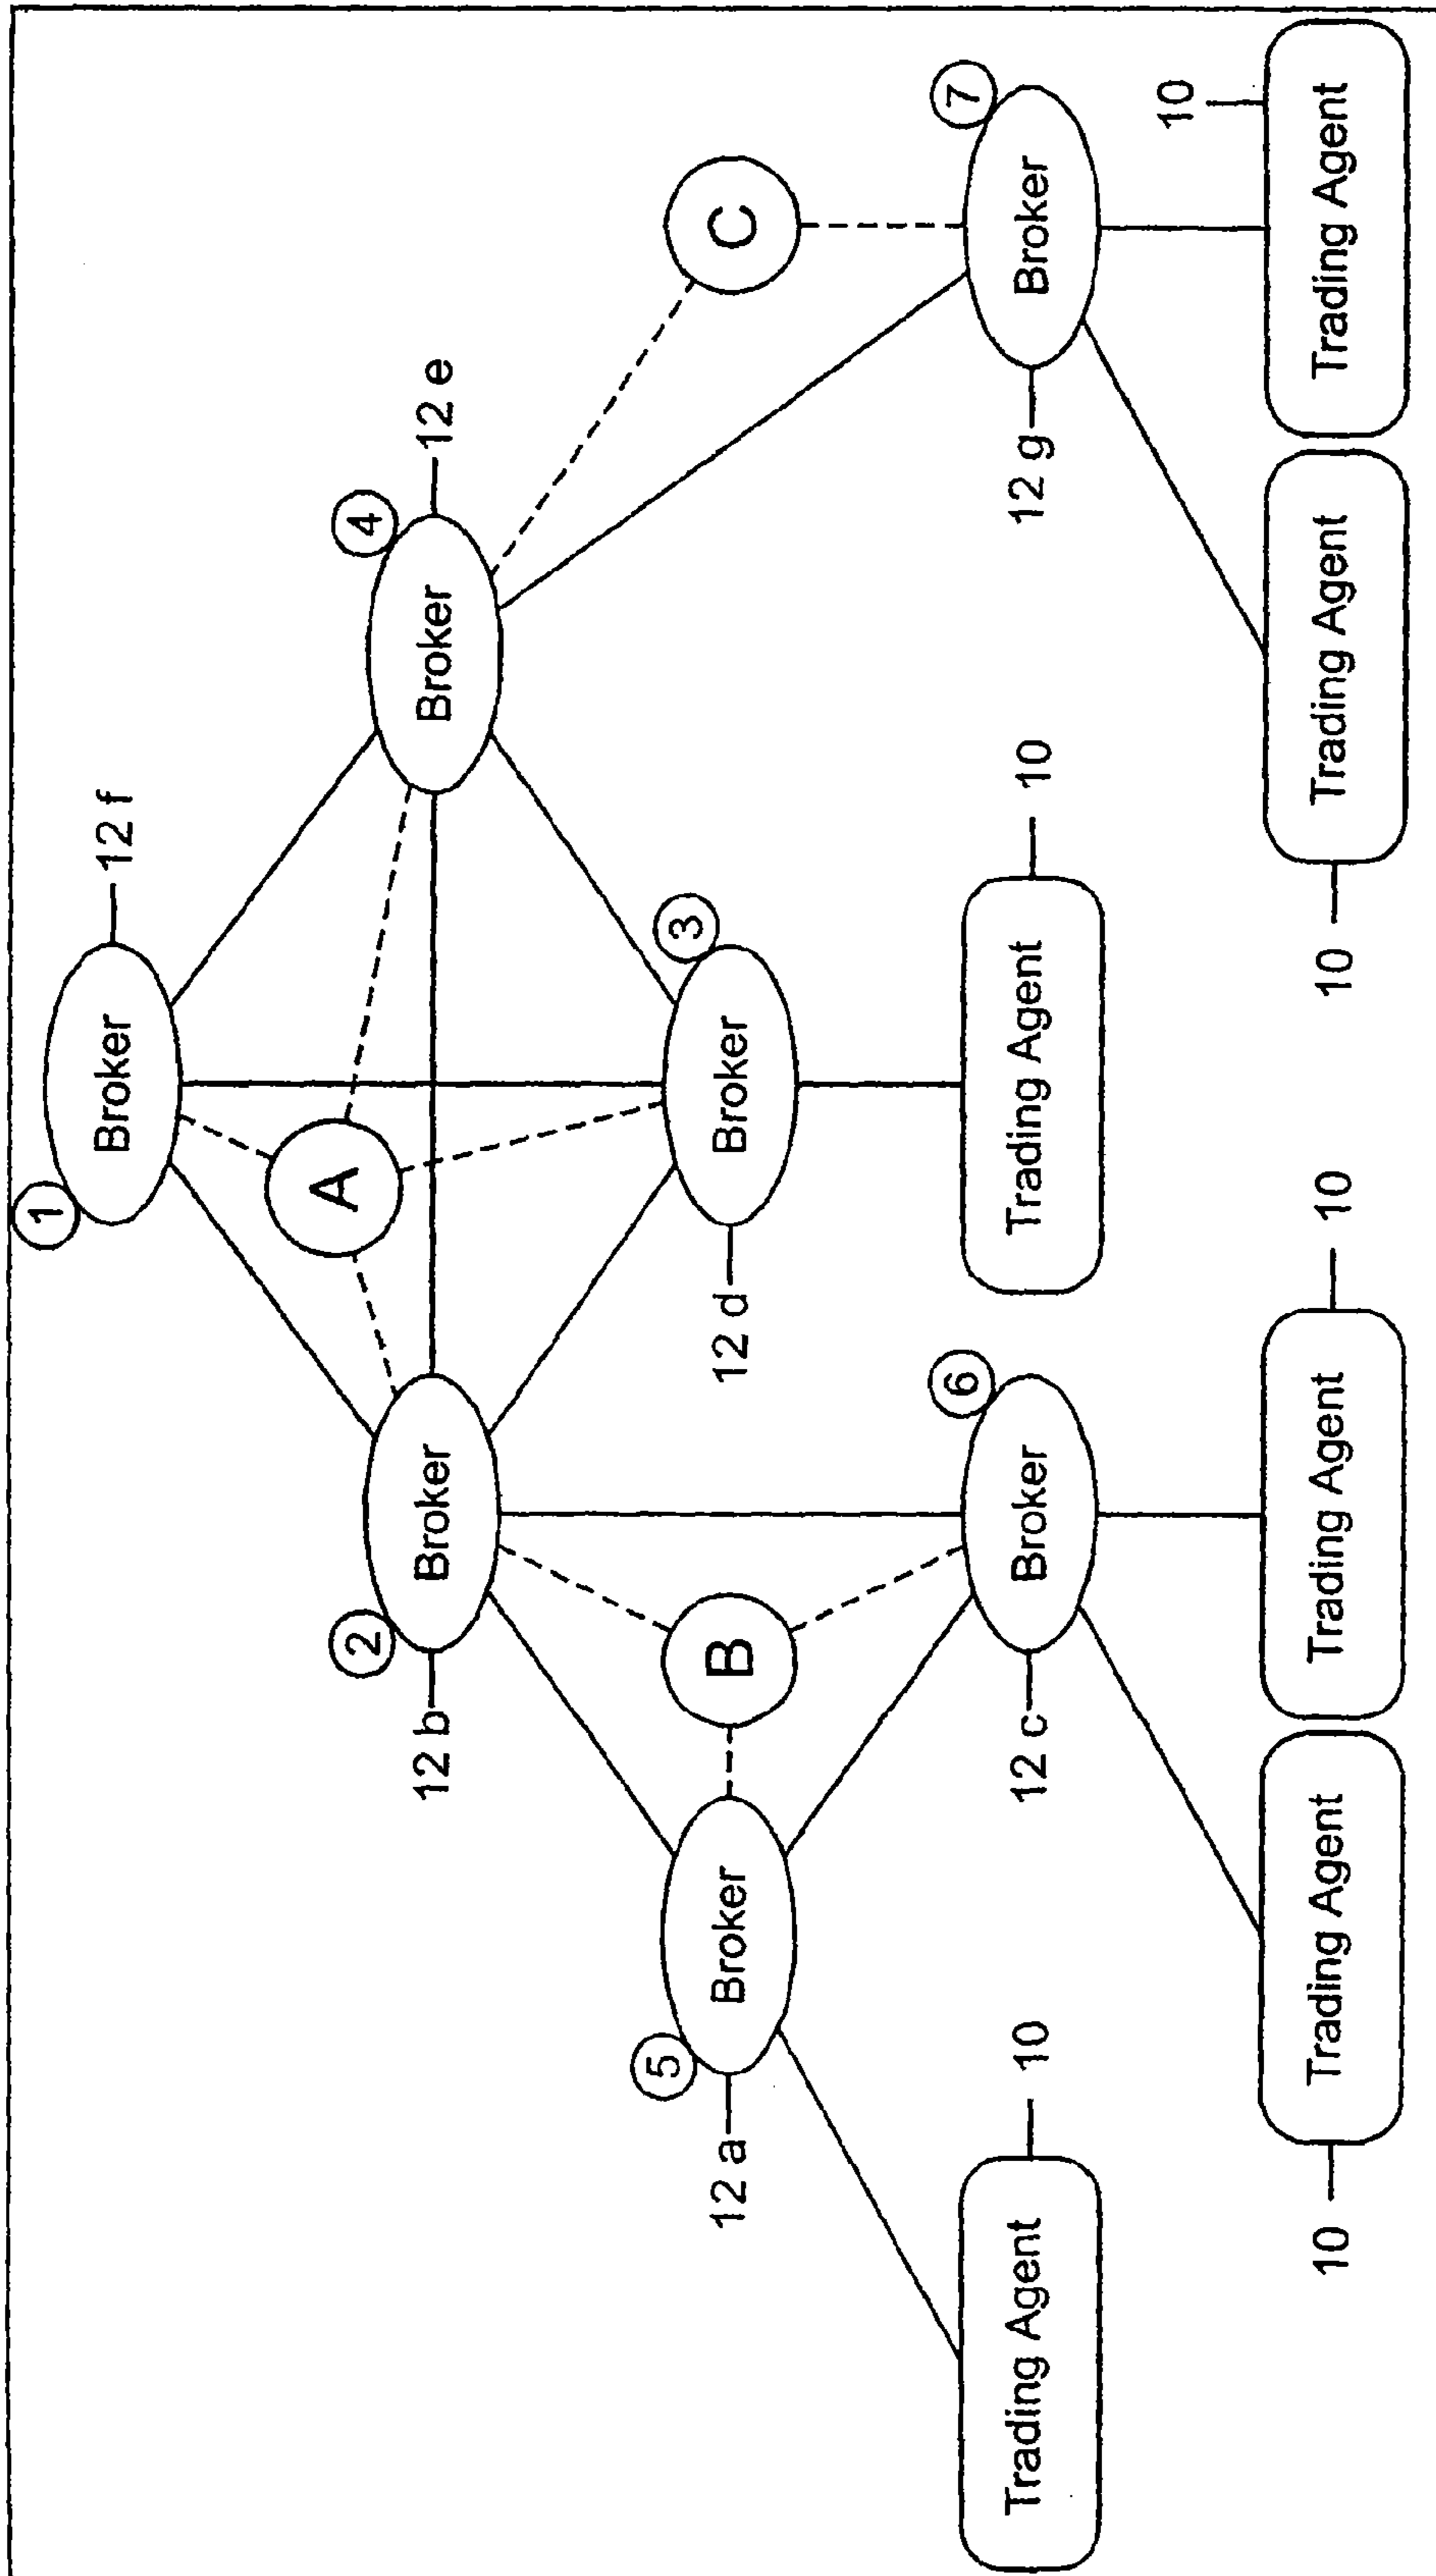 1
Broker
12 f
2
Broker
12 b
A
4
Broker
12 e
5
Broker
12 a
B
3
Broker
12 d
C
Trading Agent
10
6
Broker
12 c
Trading Agent
10
7
Broker
12 g
10
Trading Agent
10
Trading Agent
10
Trading Agent
10
Trading Agent
10